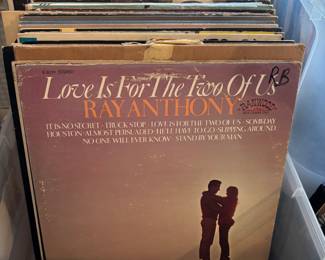 Love Is For The Two Of Us
RB
RAY ANTHONY
RANWOOD
IT IS NO SECRET · TRUCK STOP · LOVE IS FOR THE TWO OF US · SOMEDAY
HOUSTON · ALMOST PERSUADED · HE'LL HAVE TO GO · SLIPPING AROUND
NO ONE WILL EVER KNOW · STAND BY YOUR MAN